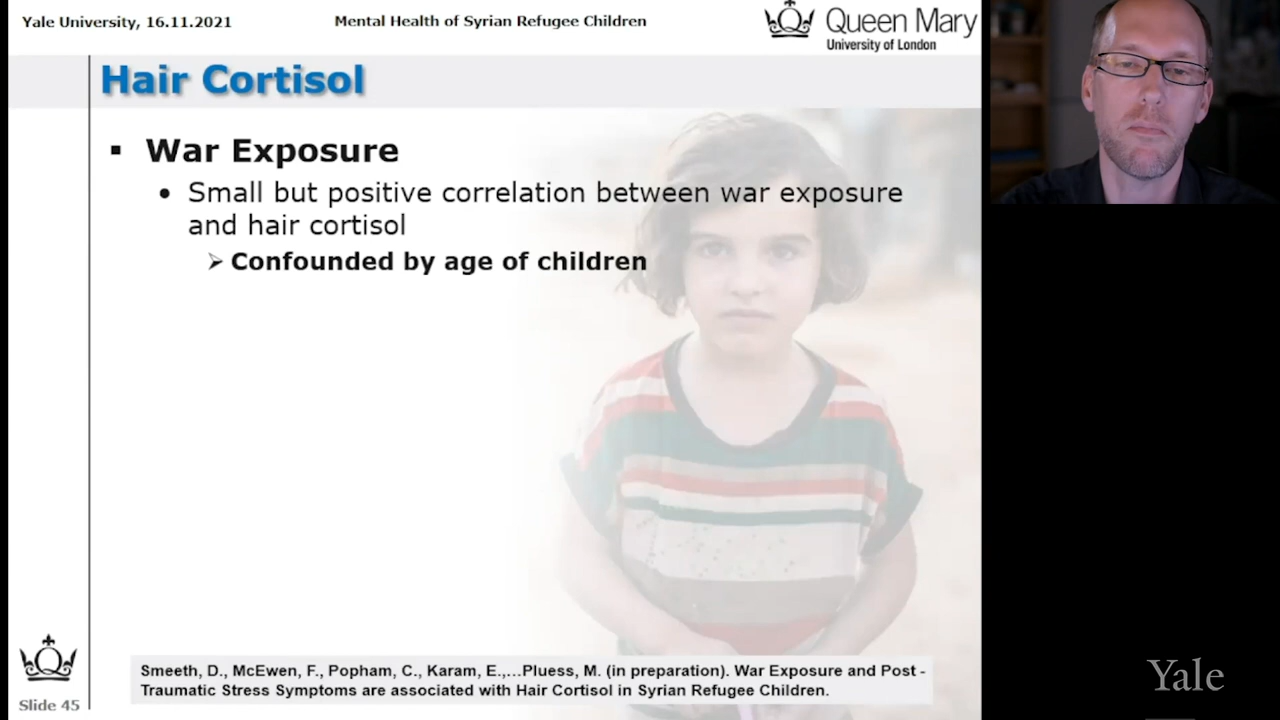 Yale University, 16.11.2021
Mental Health of Syrian Refugee Children
Queen Mary
University of London
Hair Cortisol
▪ War Exposure
• Small but positive correlation between war exposure
and hair cortisol
➢ Confounded by age of children
Smeeth, D., McEwen, F., Popham, C., Karam, E.,...Pluess, M. (in preparation). War Exposure and Post -
Traumatic Stress Symptoms are associated with Hair Cortisol in Syrian Refugee Children.
Slide 45
Yale